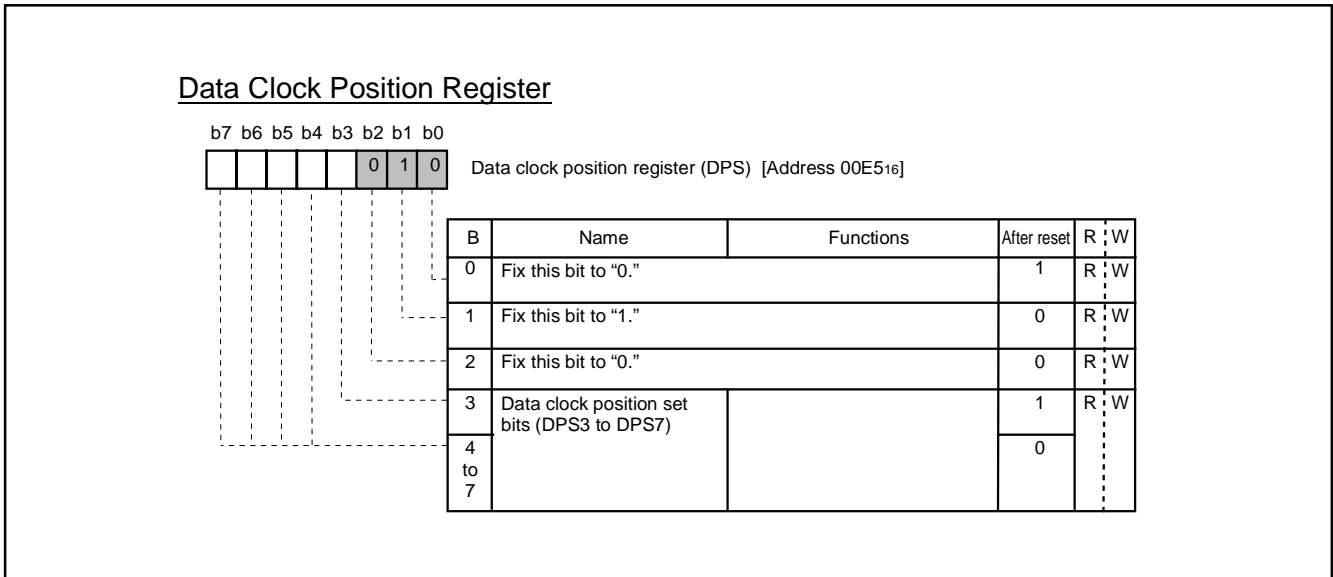 Data Clock Position Register
b7 b6 b5 b4 b3 b2 b1 b0
0 1 0
Data clock position register (DPS) [Address 00E516]
B Name Functions After reset R W
0 Fix this bit to “0.” 1 R W
1 Fix this bit to “1.” 0 R W
2 Fix this bit to “0.” 0 R W
3 Data clock position set 1 R W
bits (DPS3 to DPS7)
4 0
to
7